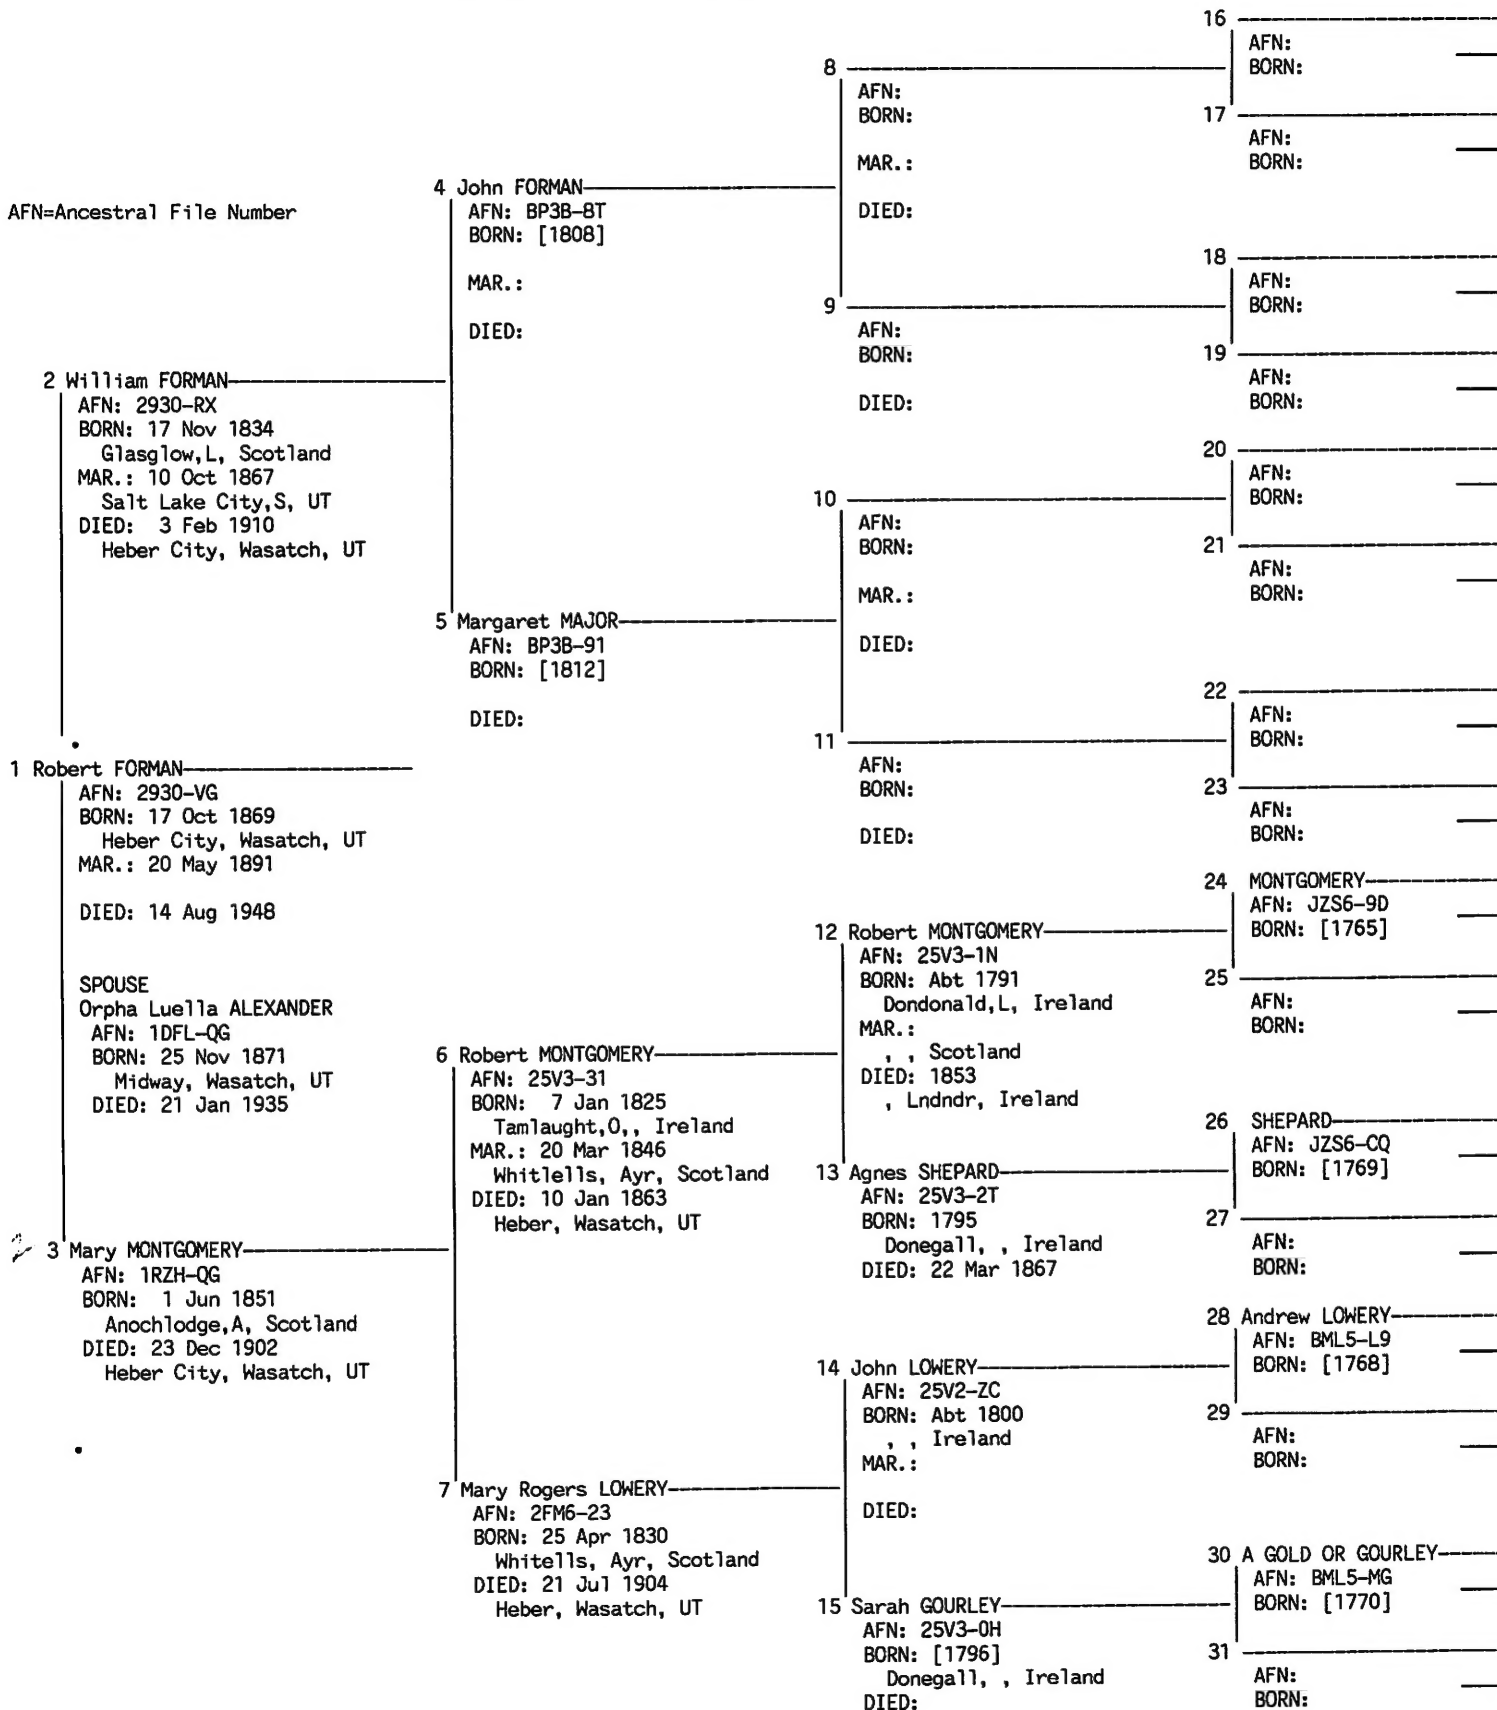 AFN=Ancestral File Number
1 Robert FORMAN
AFN: 2930-VG
BORN: 17 Oct 1869
Heber City, Wasatch, UT
MAR.: 20 May 1891
DIED: 14 Aug 1948
SPOUSE
Orpha Luella ALEXANDER
AFN: 1DFL-QG
BORN: 25 Nov 1871
Midway, Wasatch, UT
DIED: 21 Jan 1935
2 William FORMAN
AFN: 2930-RX
BORN: 17 Nov 1834
Glasglow,L, Scotland
MAR.: 10 Oct 1867
Salt Lake City,S, UT
DIED: 3 Feb 1910
Heber City, Wasatch, UT
3 Mary MONTGOMERY
AFN: 1RZH-QG
BORN: 1 Jun 1851
Anochlodge,A, Scotland
DIED: 23 Dec 1902
Heber City, Wasatch, UT
4 John FORMAN
AFN: BP3B-8T
BORN: [1808]
MAR.:
DIED:
5 Margaret MAJOR
AFN: BP3B-91
BORN: [1812]
DIED:
6 Robert MONTGOMERY
AFN: 25V3-31
BORN: 7 Jan 1825
Tamlaught,O,, Ireland
MAR.: 20 Mar 1846
Whitlells, Ayr, Scotland
DIED: 10 Jan 1863
Heber, Wasatch, UT
7 Mary Rogers LOWERY
AFN: 2FM6-23
BORN: 25 Apr 1830
Whitells, Ayr, Scotland
DIED: 21 Jul 1904
Heber, Wasatch, UT
8
AFN:
BORN:
MAR.:
DIED:
9
AFN:
BORN:
DIED:
10
AFN:
BORN:
MAR.:
DIED:
11
AFN:
BORN:
DIED:
12 Robert MONTGOMERY
AFN: 25V3-1N
BORN: Abt 1791
Dondonald,L, Ireland
MAR.:
, , Scotland
DIED: 1853
, Lndndr, Ireland
13 Agnes SHEPARD
AFN: 25V3-2T
BORN: 1795
Donegall, , Ireland
DIED: 22 Mar 1867
14 John LOWERY
AFN: 25V2-ZC
BORN: Abt 1800
, , Ireland
MAR.:
DIED:
15 Sarah GOURLEY
AFN: 25V3-0H
BORN: [1796]
Donegall, , Ireland
DIED:
16
AFN:
BORN:
17
AFN:
BORN:
18
AFN:
BORN:
19
AFN:
BORN:
20
AFN:
BORN:
21
AFN:
BORN:
22
AFN:
BORN:
23
AFN:
BORN:
24 MONTGOMERY
AFN: JZS6-9D
BORN: [1765]
25
AFN:
BORN:
26 SHEPARD
AFN: JZS6-CQ
BORN: [1769]
27
AFN:
BORN:
28 Andrew LOWERY
AFN: BML5-L9
BORN: [1768]
29
AFN:
BORN:
30 A GOLD OR GOURLEY
AFN: BML5-MG
BORN: [1770]
31
AFN:
BORN: